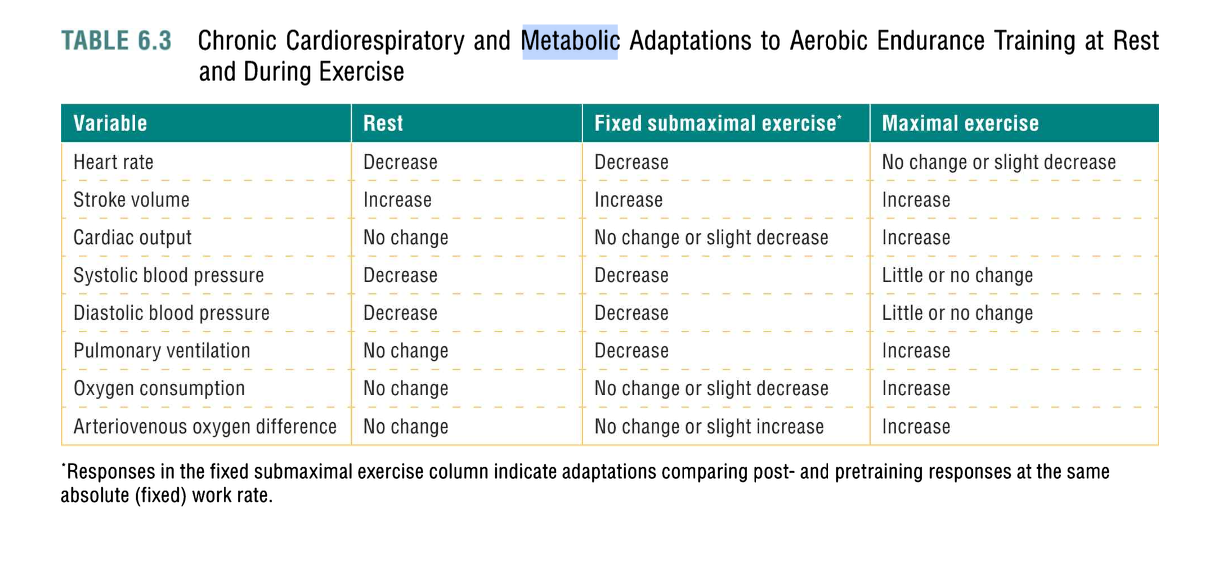 TABLE 6.3 Chronic Cardiorespiratory and Metabolic Adaptations to Aerobic Endurance Training at Rest
and During Exercise
Variable Rest Fixed submaximal exercise* Maximal exercise
Heart rate Decrease Decrease No change or slight decrease
Stroke volume Increase Increase Increase
Cardiac output No change No change or slight decrease Increase
Systolic blood pressure Decrease Decrease Little or no change
Diastolic blood pressure Decrease Decrease Little or no change
Pulmonary ventilation No change Decrease Increase
Oxygen consumption No change No change or slight decrease Increase
Arteriovenous oxygen difference No change No change or slight increase Increase
*Responses in the fixed submaximal exercise column indicate adaptations comparing post- and pretraining responses at the same
absolute (fixed) work rate.